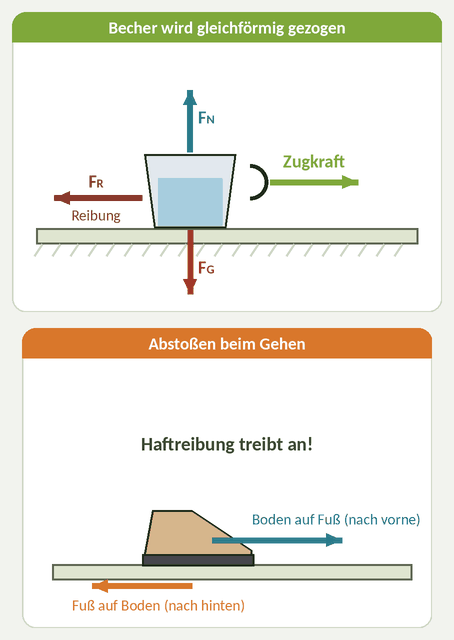 Becher wird gleichförmig gezogen
FN
Zugkraft
FR
Reibung
FG
Abstoßen beim Gehen
Haftreibung treibt an!
Boden auf Fuß (nach vorne)
Fuß auf Boden (nach hinten)